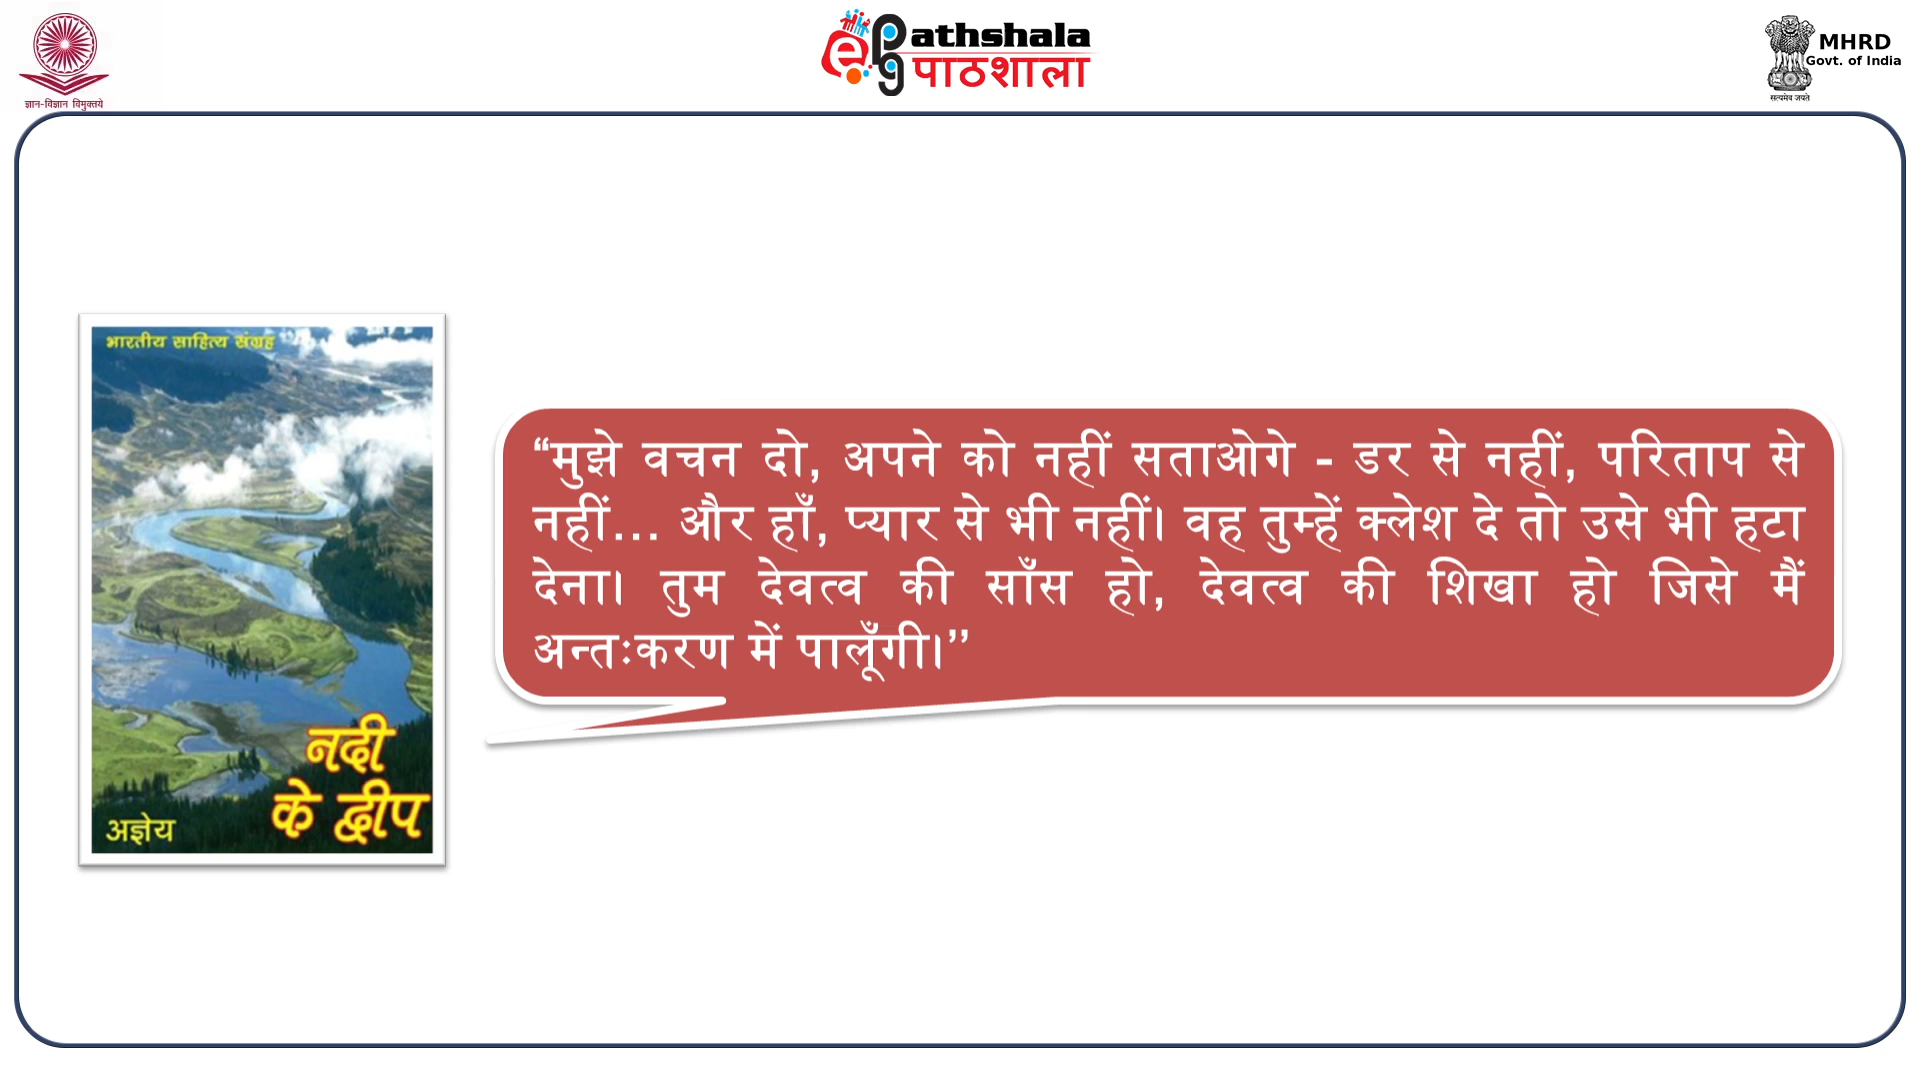 ज्ञान-विज्ञान विमुक्तये
ePathshala
पाठशाला
MHRD
Govt. of India
सत्यमेव जयते
भारतीय साहित्य संग्रह
“मुझे वचन दो, अपने को नहीं सताओगे - डर से नहीं, परिताप से
नहीं... और हाँ, प्यार से भी नहीं। वह तुम्हें क्लेश दे तो उसे भी हटा
देना। तुम देवत्व की साँस हो, देवत्व की शिखा हो जिसे मैं
अन्तःकरण में पालूँगी।’’
नदी
के द्वीप
अज्ञेय